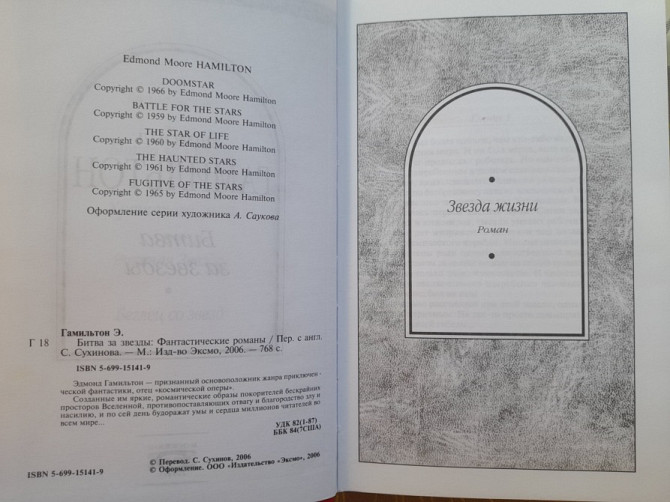 Edmond Moore HAMILTON
DOOMSTAR
Copyright © 1966 by Edmond Moore Hamilton
BATTLE FOR THE STARS
Copyright © 1959 by Edmond Moore Hamilton
THE STAR OF LIFE
Copyright © 1960 by Edmond Moore Hamilton
THE HAUNTED STARS
Copyright © 1961 by Edmond Moore Hamilton
FUGITIVE OF THE STARS
Copyright © 1965 by Edmond Moore Hamilton
Оформление серии художника А. Саукова
Гамильтон Э.
Г 18 Битва за звезды: Фантастические романы / Пер. с англ.
С. Сухинова. — М.: Изд-во Эксмо, 2006. — 768 с.
ISBN 5-699-15141-9
Эдмонд Гамильтон — признанный основоположник жанра приключен-
ческой фантастики, отец «космической оперы».
Созданные им яркие, романтические образы покорителей бескрайних
просторов Вселенной, противопоставляющих отвагу и благородство злу и
насилию, и по сей день будоражат умы и сердца миллионов читателей во
всем мире...
УДК 82(1-87)
ББК 84(7США)
© Перевод. С. Сухинов, 2006
ISBN 5-699-15141-9
© Оформление. ООО «Издательство «Эксмо», 2006
Звезда жизни
Роман